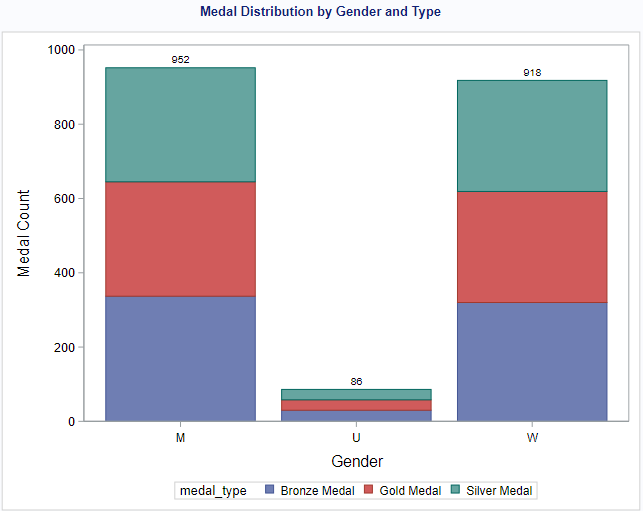 Medal Distribution by Gender and Type
1000
800
600
400
200
0
Medal Count
952
86
918
M U W
Gender
medal_type Bronze Medal Gold Medal Silver Medal